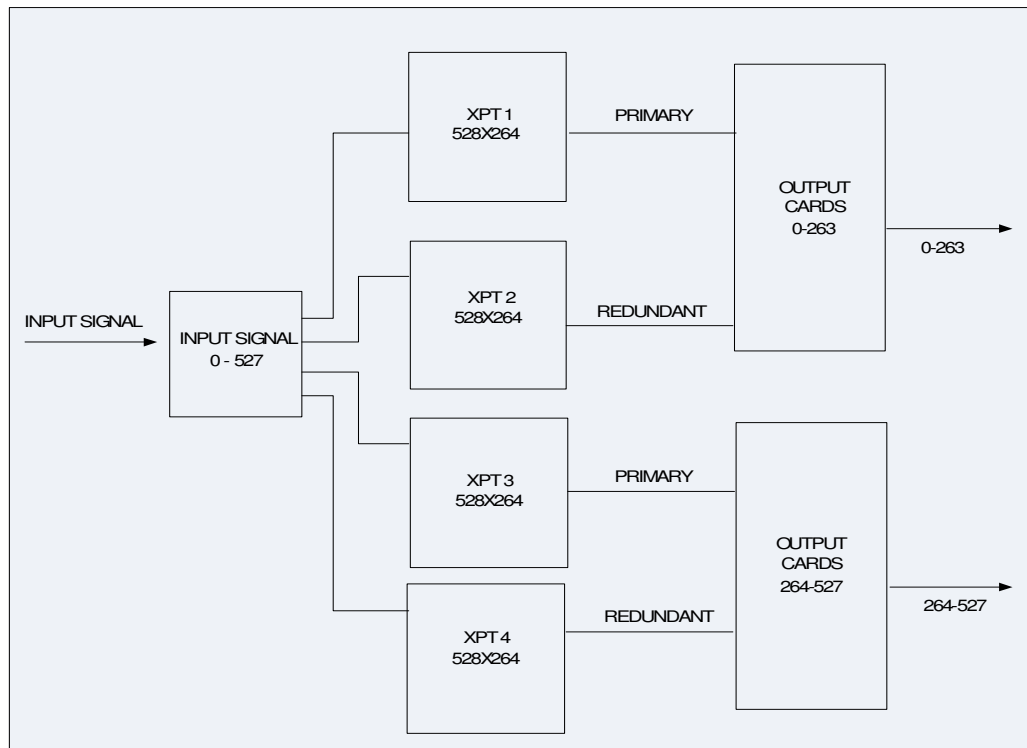 XPT 1
528X264
PRIMARY
OUTPUT
CARDS
0-263
0-263
XPT 2
528X264
REDUNDANT
INPUT SIGNAL
INPUT SIGNAL
0 - 527
XPT 3
528X264
PRIMARY
OUTPUT
CARDS
264-527
264-527
XPT 4
528X264
REDUNDANT